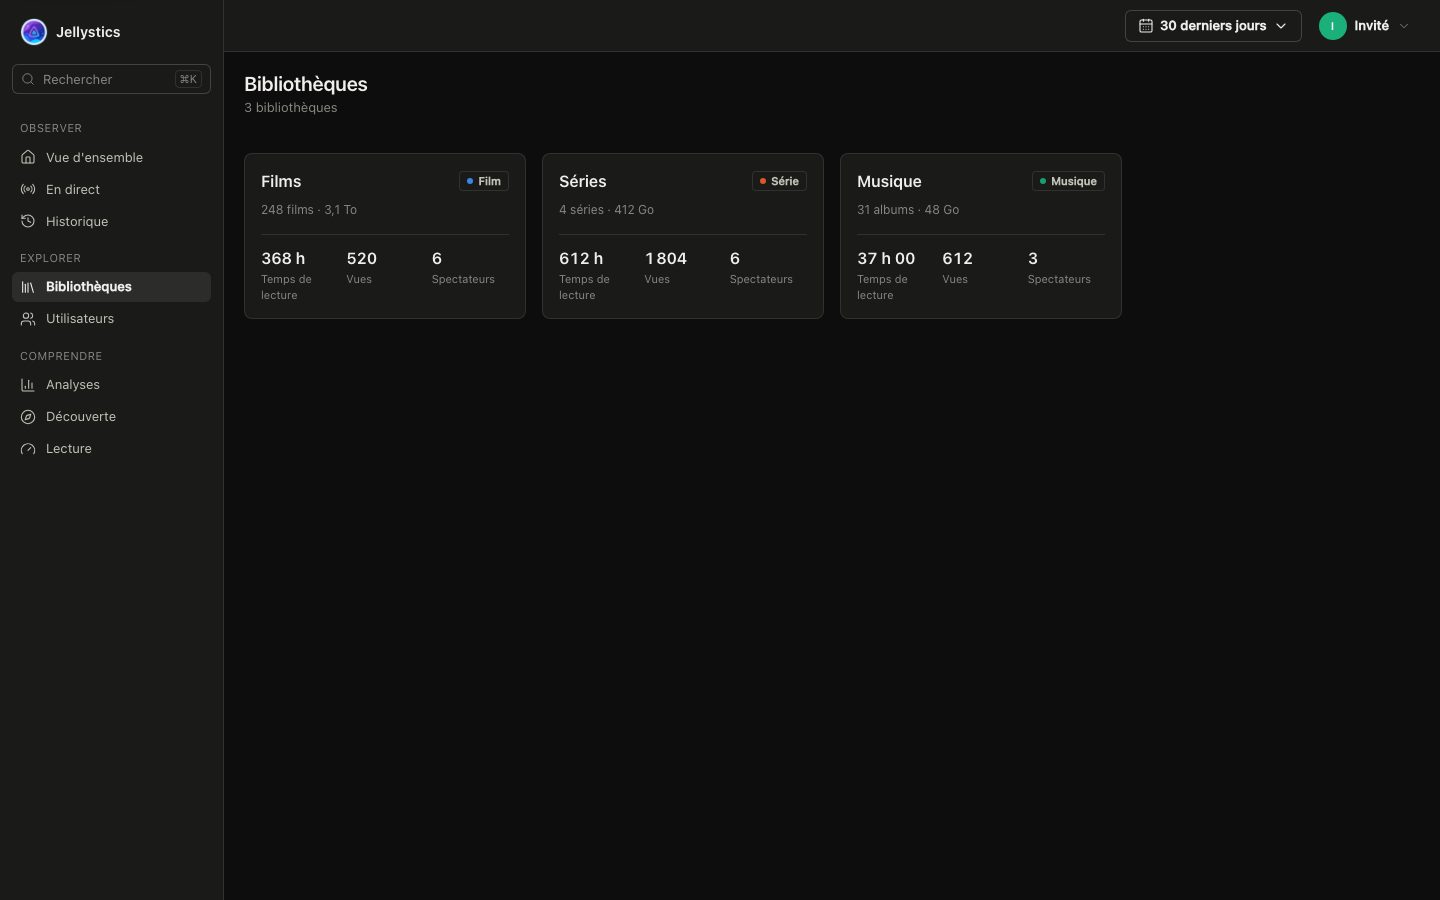 Jellystics
Rechercher ⌘K
OBSERVER
Vue d'ensemble
En direct
Historique
EXPLORER
Bibliothèques
Utilisateurs
COMPRENDRE
Analyses
Découverte
Lecture
30 derniers jours
I Invité
Bibliothèques
3 bibliothèques
Films Film
248 films · 3,1 To
368 h 520 6
Temps de lecture Vues Spectateurs
Séries Série
4 séries · 412 Go
612 h 1 804 6
Temps de lecture Vues Spectateurs
Musique Musique
31 albums · 48 Go
37 h 00 612 3
Temps de lecture Vues Spectateurs